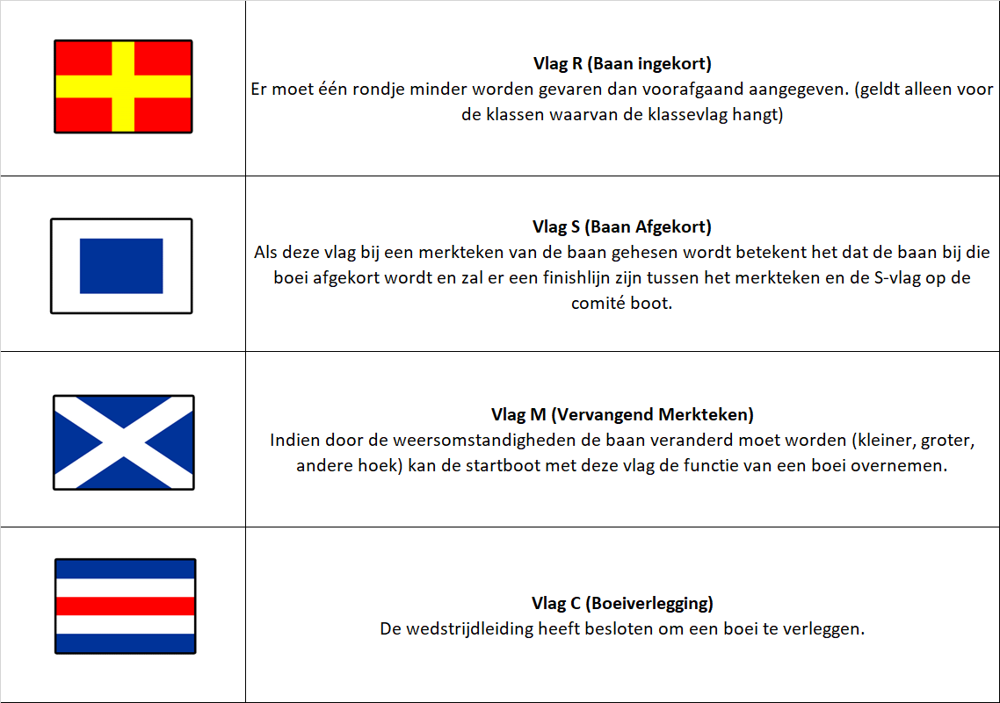 Vlag R (Baan ingekort)
Er moet één rondje minder worden gevaren dan voorafgaand aangegeven. (geldt alleen voor
de klassen waarvan de klassevlag hangt)
Vlag S (Baan Afgekort)
Als deze vlag bij een merkteken van de baan gehesen wordt betekent het dat de baan bij die
boei afgekort wordt en zal er een finishlijn zijn tussen het merkteken en de S-vlag op de
comité boot.
Vlag M (Vervangend Merkteken)
Indien door de weersomstandigheden de baan veranderd moet worden (kleiner, groter,
andere hoek) kan de startboot met deze vlag de functie van een boei overnemen.
Vlag C (Boeiverlegging)
De wedstrijdleiding heeft besloten om een boei te verleggen.